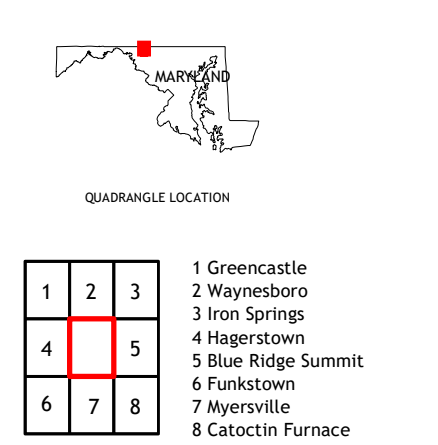 MARYLAND
QUADRANGLE LOCATION
1 2 3
4 5
6 7 8
1 Greencastle
2 Waynesboro
3 Iron Springs
4 Hagerstown
5 Blue Ridge Summit
6 Funkstown
7 Myersville
8 Catoctin Furnace